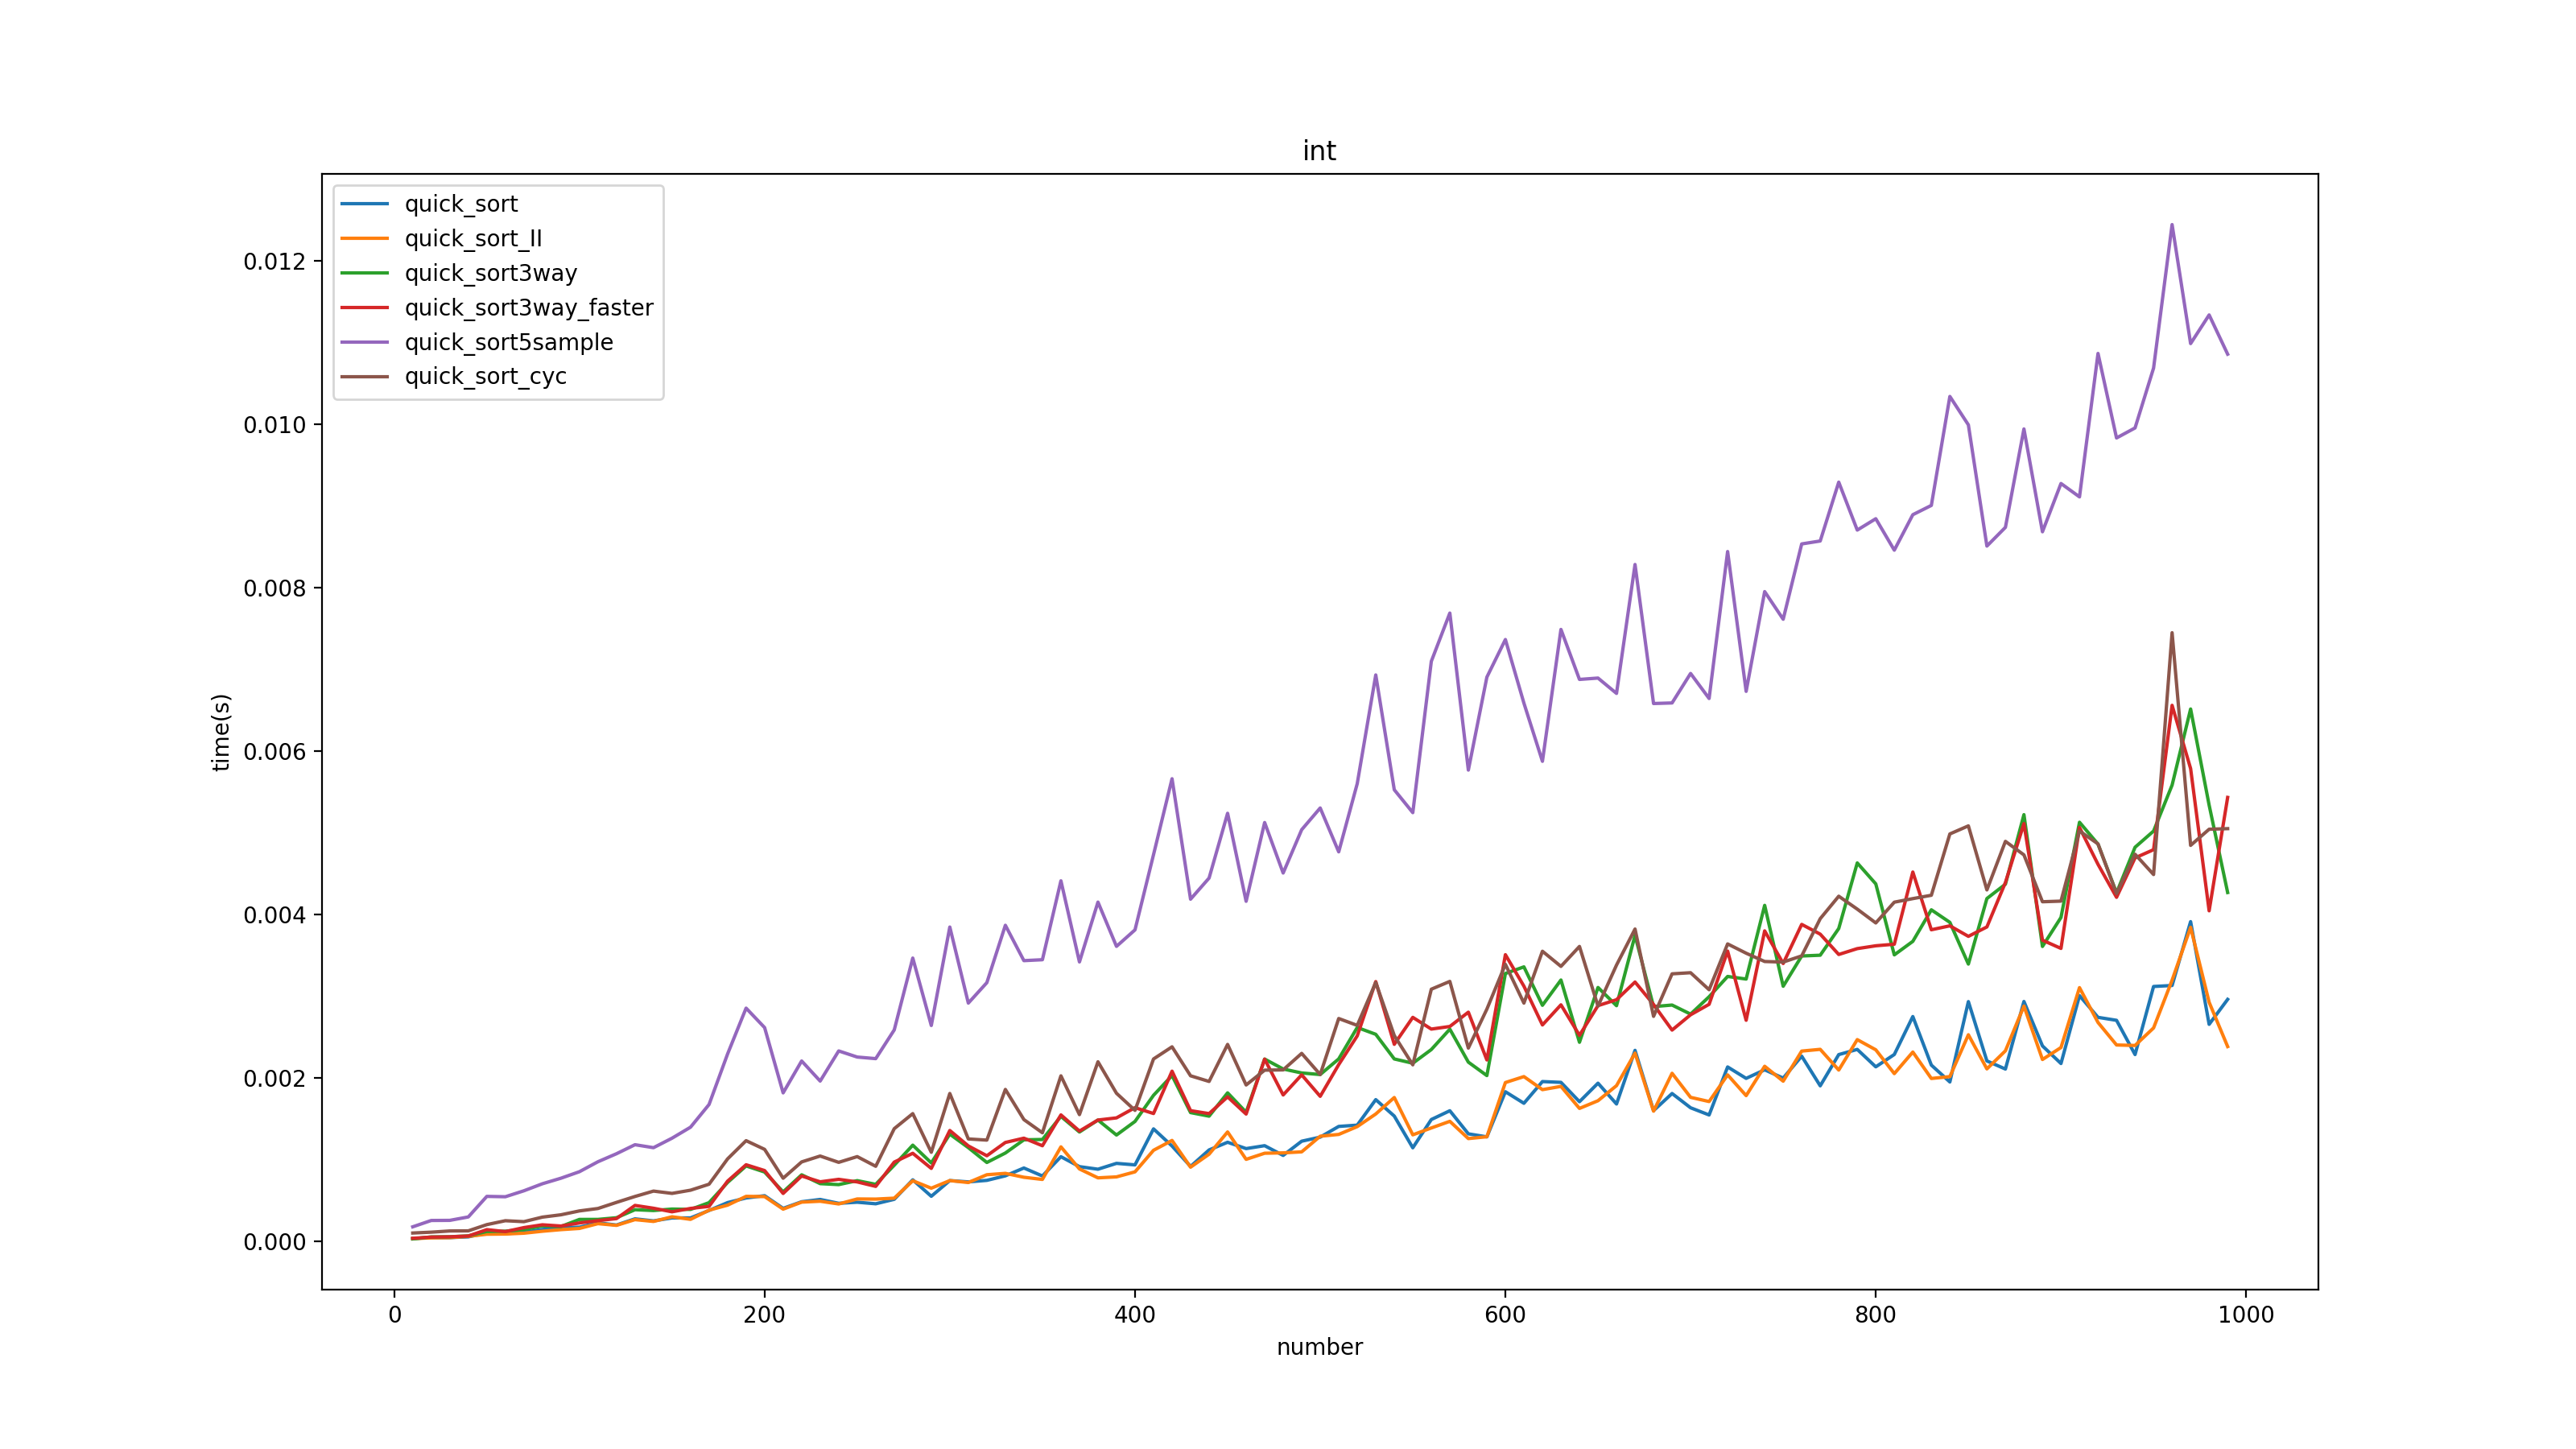 int
quick_sort
quick_sort_II
quick_sort3way
quick_sort3way_faster
quick_sort5sample
quick_sort_cyc
0.012
0.010
0.008
0.006
0.004
0.002
0.000
time(s)
0 200 400 600 800 1000
number